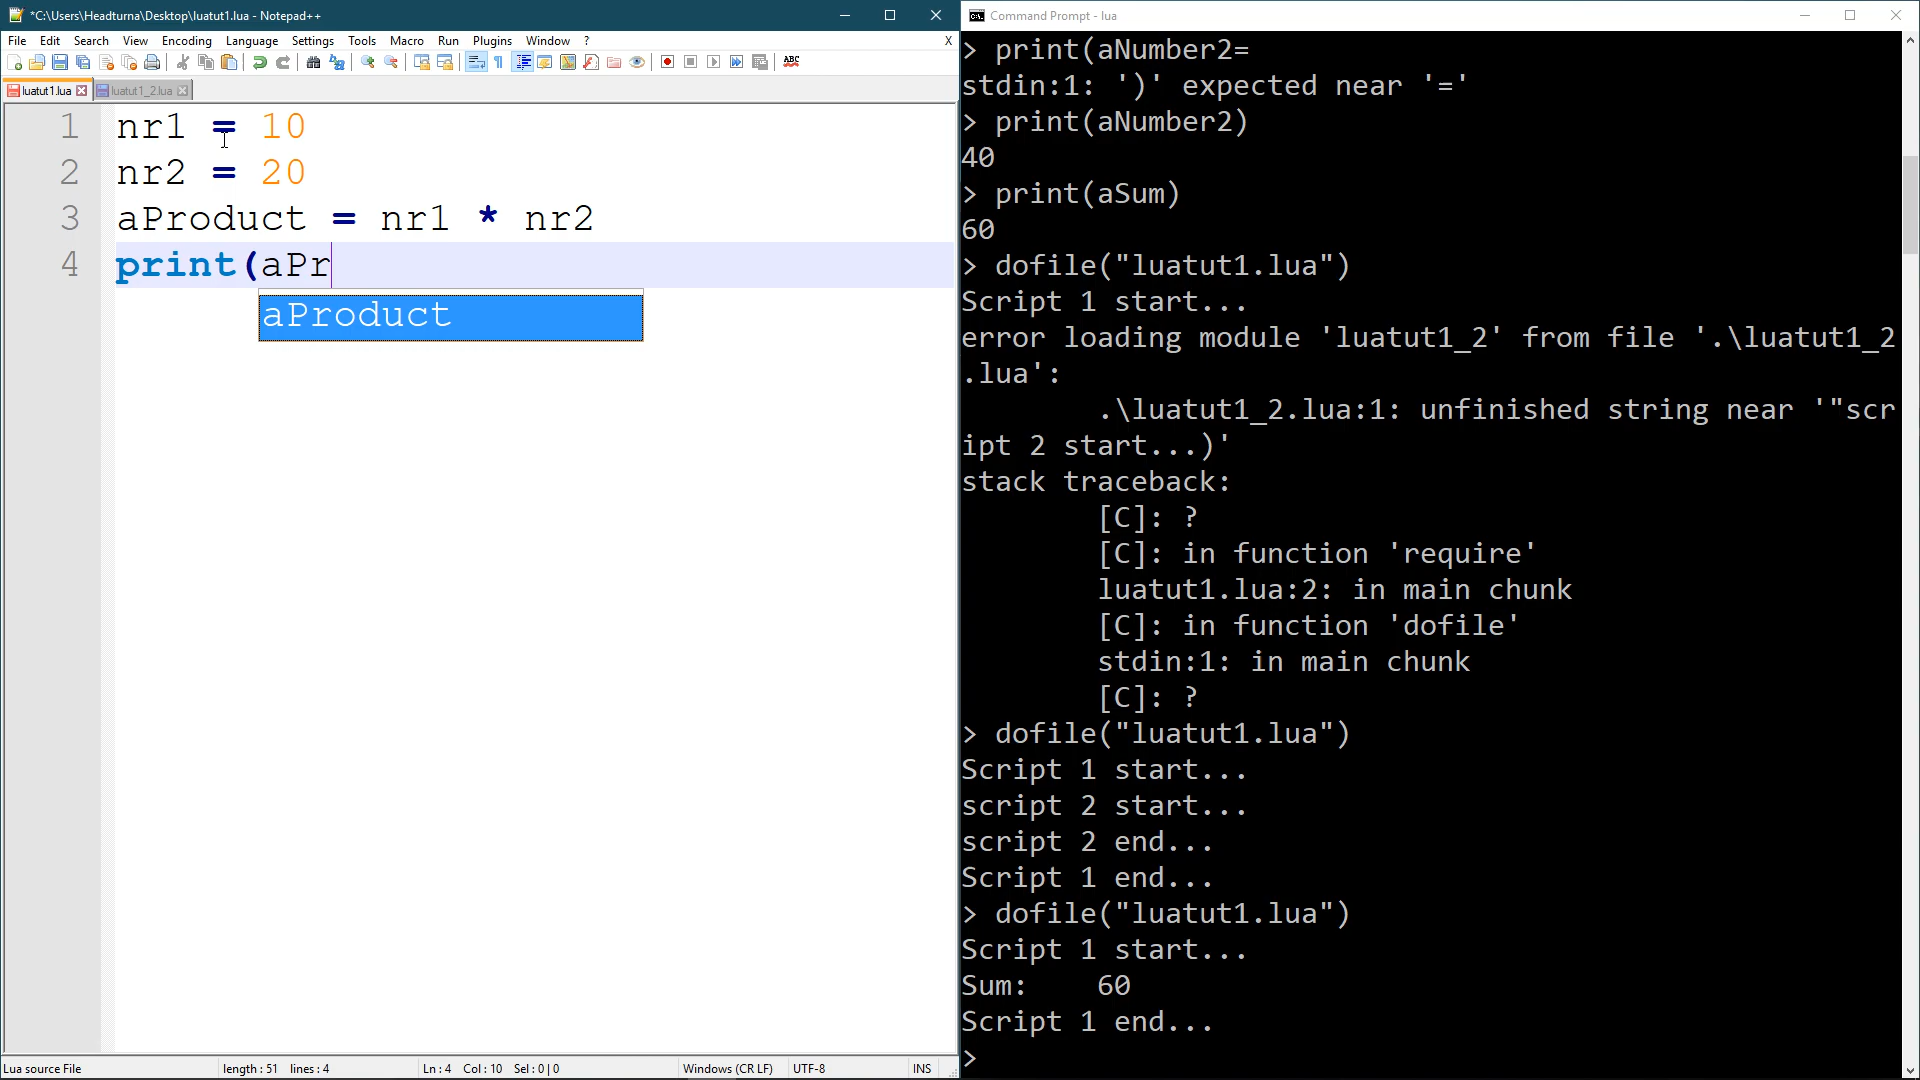 *C:\Users\Headturna\Desktop\luatut1.lua - Notepad++
File Edit Search View Encoding Language Settings Tools Macro Run Plugins Window ? X
ABC
luatut1.lua luatut1_2.lua
1 nr1 = 10
2 nr2 = 20
3 aProduct = nr1 * nr2
4 print(aPr
aProduct
Lua source File length : 51 lines : 4 Ln : 4 Col : 10 Sel : 0 | 0 Windows (CR LF) UTF-8 INS
Command Prompt - lua
> print(aNumber2=
stdin:1: ')' expected near '='
> print(aNumber2)
40
> print(aSum)
60
> dofile("luatut1.lua")
Script 1 start...
error loading module 'luatut1_2' from file '.\luatut1_2
.lua':
.\luatut1_2.lua:1: unfinished string near '"scr
ipt 2 start...)'
stack traceback:
[C]: ?
[C]: in function 'require'
luatut1.lua:2: in main chunk
[C]: in function 'dofile'
stdin:1: in main chunk
[C]: ?
> dofile("luatut1.lua")
Script 1 start...
script 2 start...
script 2 end...
Script 1 end...
> dofile("luatut1.lua")
Script 1 start...
Sum: 60
Script 1 end...
>